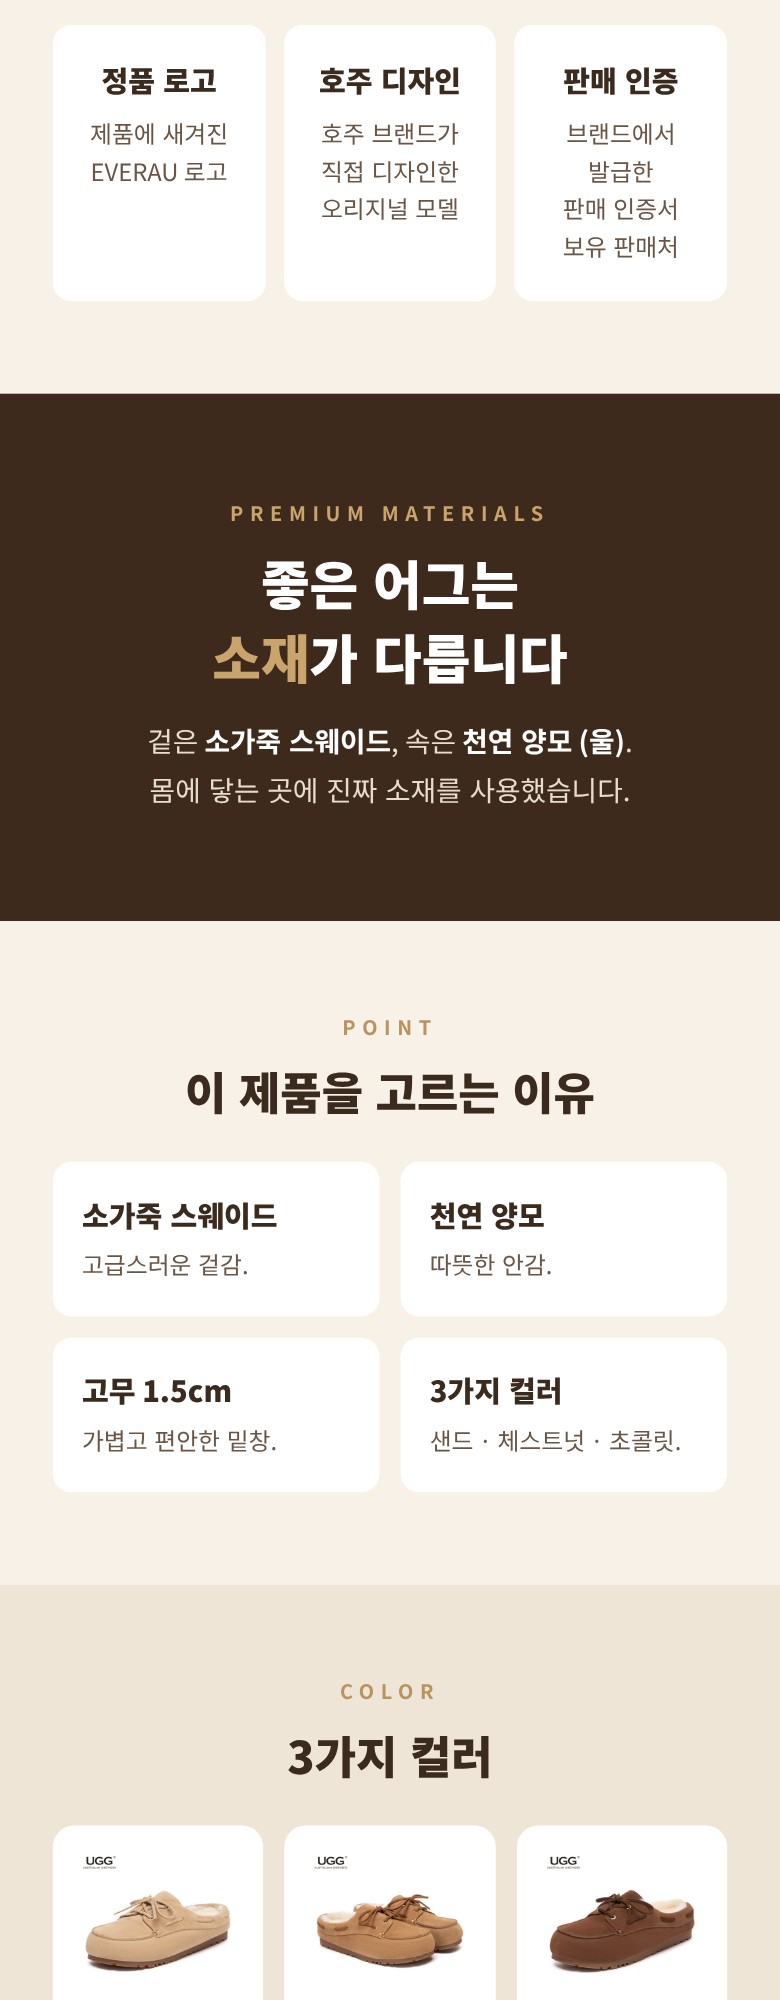 정품 로고
제품에 새겨진
EVERAU 로고
호주 디자인
호주 브랜드가
직접 디자인한
오리지널 모델
판매 인증
브랜드에서
발급한
판매 인증서
보유 판매처
PREMIUM MATERIALS
좋은 어그는
소재가 다릅니다
겉은 소가죽 스웨이드, 속은 천연 양모 (울).
몸에 닿는 곳에 진짜 소재를 사용했습니다.
POINT
이 제품을 고르는 이유
소가죽 스웨이드
고급스러운 겉감.
천연 양모
따뜻한 안감.
고무 1.5cm
가볍고 편안한 밑창.
3가지 컬러
샌드 · 체스트넛 · 초콜릿.
COLOR
3가지 컬러
UGG
UGG
UGG